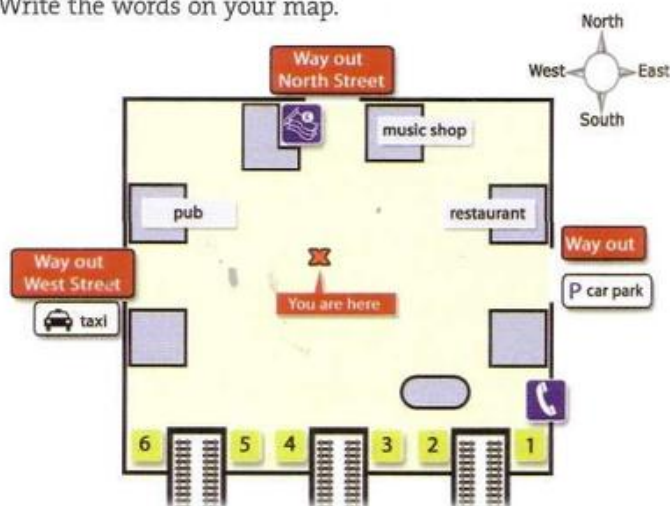 Write the words on your map.
North
West
East
South
Way out
North Street
music shop
pub
restaurant
Way out
West Street
taxi
Way out
P car park
You are here
6
5
4
3
2
1